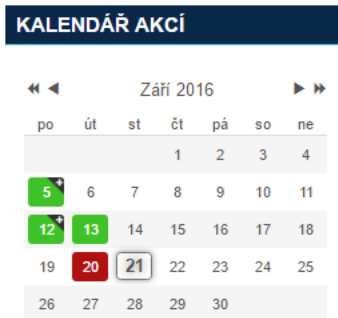 KALENDÁŘ AKCÍ
Září 2016
po út st čt pá so ne
1 2 3 4
5 6 7 8 9 10 11
12 13 14 15 16 17 18
19 20 21 22 23 24 25
26 27 28 29 30